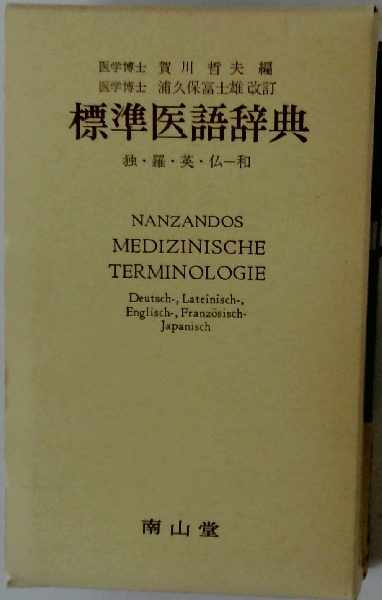 医学博士 賀川哲夫 編
医学博士 浦久保富士雄 改訂
標準医語辞典
独・羅・英・仏—和
NANZANDOS
MEDIZINISCHE
TERMINOLOGIE
Deutsch-, Lateinisch-,
Englisch-, Französisch-
Japanisch
南山堂